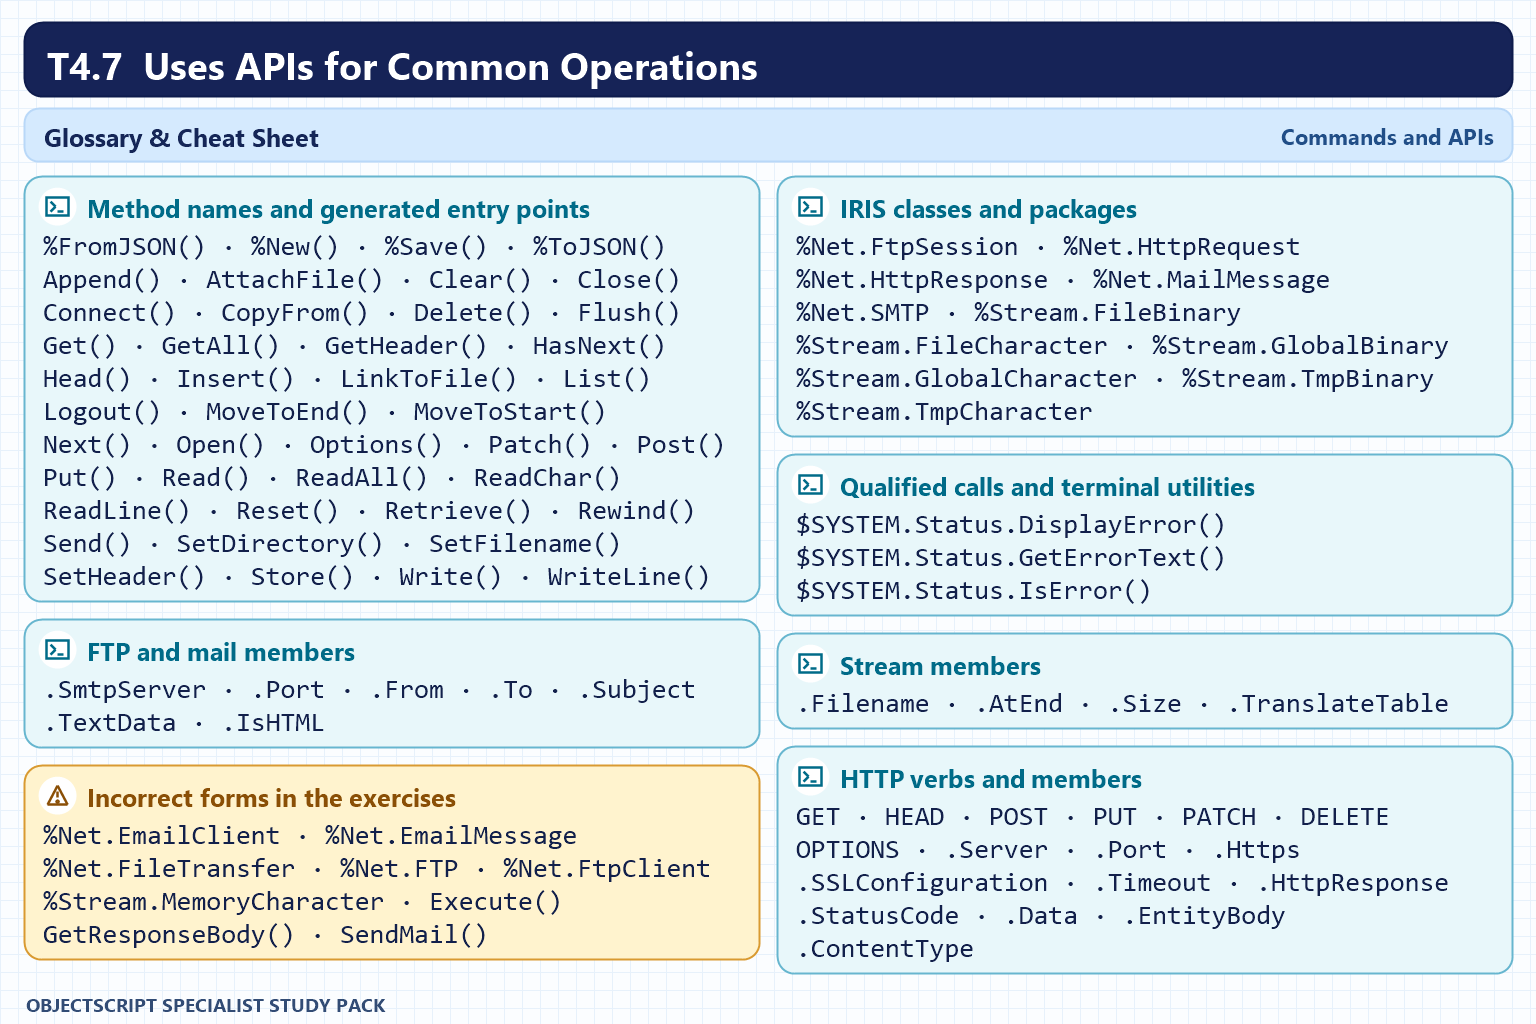 T4.7  Uses APIs for Common Operations
Glossary & Cheat Sheet
Commands and APIs
Method names and generated entry points
%FromJSON() · %New() · %Save() · %ToJSON()
Append() · AttachFile() · Clear() · Close()
Connect() · CopyFrom() · Delete() · Flush()
Get() · GetAll() · GetHeader() · HasNext()
Head() · Insert() · LinkToFile() · List()
Logout() · MoveToEnd() · MoveToStart()
Next() · Open() · Options() · Patch() · Post()
Put() · Read() · ReadAll() · ReadChar()
ReadLine() · Reset() · Retrieve() · Rewind()
Send() · SetDirectory() · SetFilename()
SetHeader() · Store() · Write() · WriteLine()
FTP and mail members
.SmtpServer · .Port · .From · .To · .Subject
.TextData · .IsHTML
Incorrect forms in the exercises
%Net.EmailClient · %Net.EmailMessage
%Net.FileTransfer · %Net.FTP · %Net.FtpClient
%Stream.MemoryCharacter · Execute()
GetResponseBody() · SendMail()
IRIS classes and packages
%Net.FtpSession · %Net.HttpRequest
%Net.HttpResponse · %Net.MailMessage
%Net.SMTP · %Stream.FileBinary
%Stream.FileCharacter · %Stream.GlobalBinary
%Stream.GlobalCharacter · %Stream.TmpBinary
%Stream.TmpCharacter
Qualified calls and terminal utilities
$SYSTEM.Status.DisplayError()
$SYSTEM.Status.GetErrorText()
$SYSTEM.Status.IsError()
Stream members
.Filename · .AtEnd · .Size · .TranslateTable
HTTP verbs and members
GET · HEAD · POST · PUT · PATCH · DELETE
OPTIONS · .Server · .Port · .Https
.SSLConfiguration · .Timeout · .HttpResponse
.StatusCode · .Data · .EntityBody
.ContentType
OBJECTSCRIPT SPECIALIST STUDY PACK